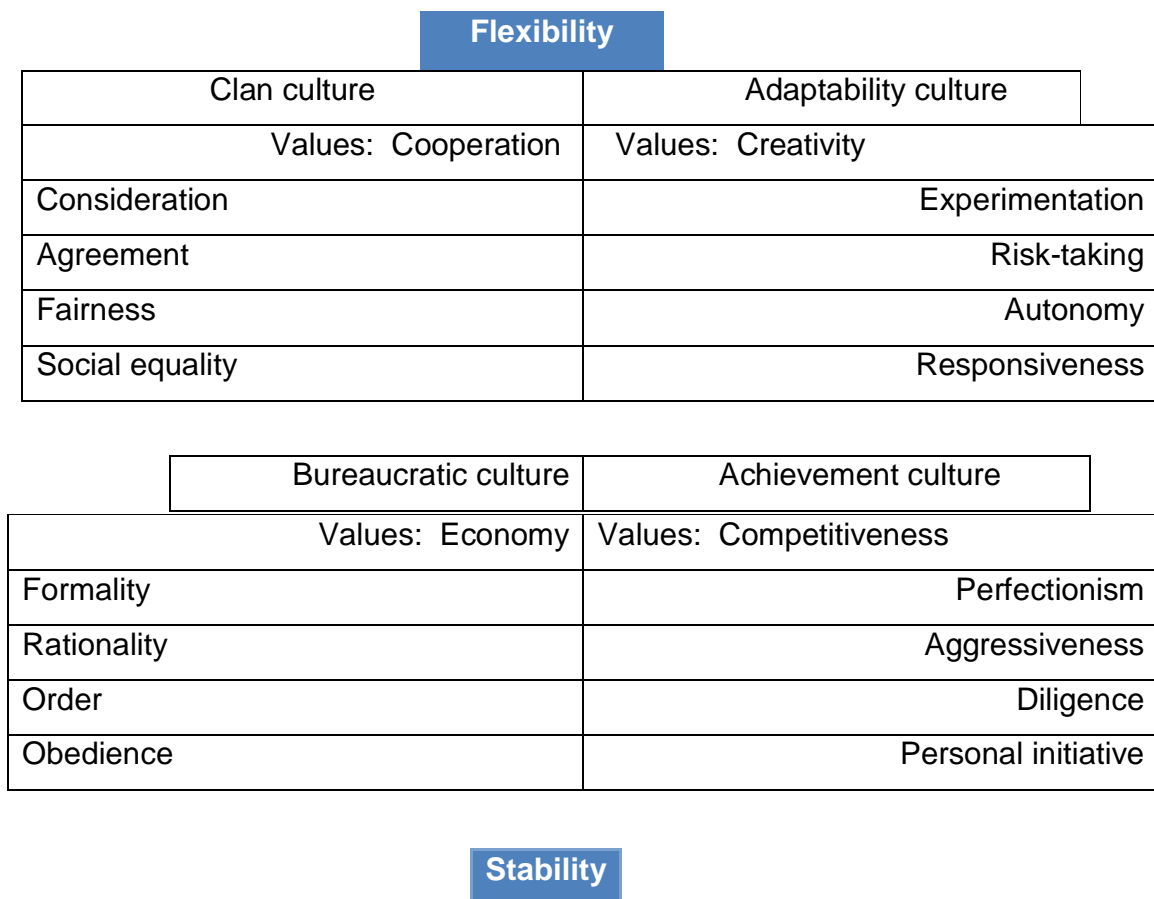 Flexibility
Clan culture Adaptability culture
Values: Cooperation Values: Creativity
Consideration Experimentation
Agreement Risk-taking
Fairness Autonomy
Social equality Responsiveness
Bureaucratic culture Achievement culture
Values: Economy Values: Competitiveness
Formality Perfectionism
Rationality Aggressiveness
Order Diligence
Obedience Personal initiative
Stability